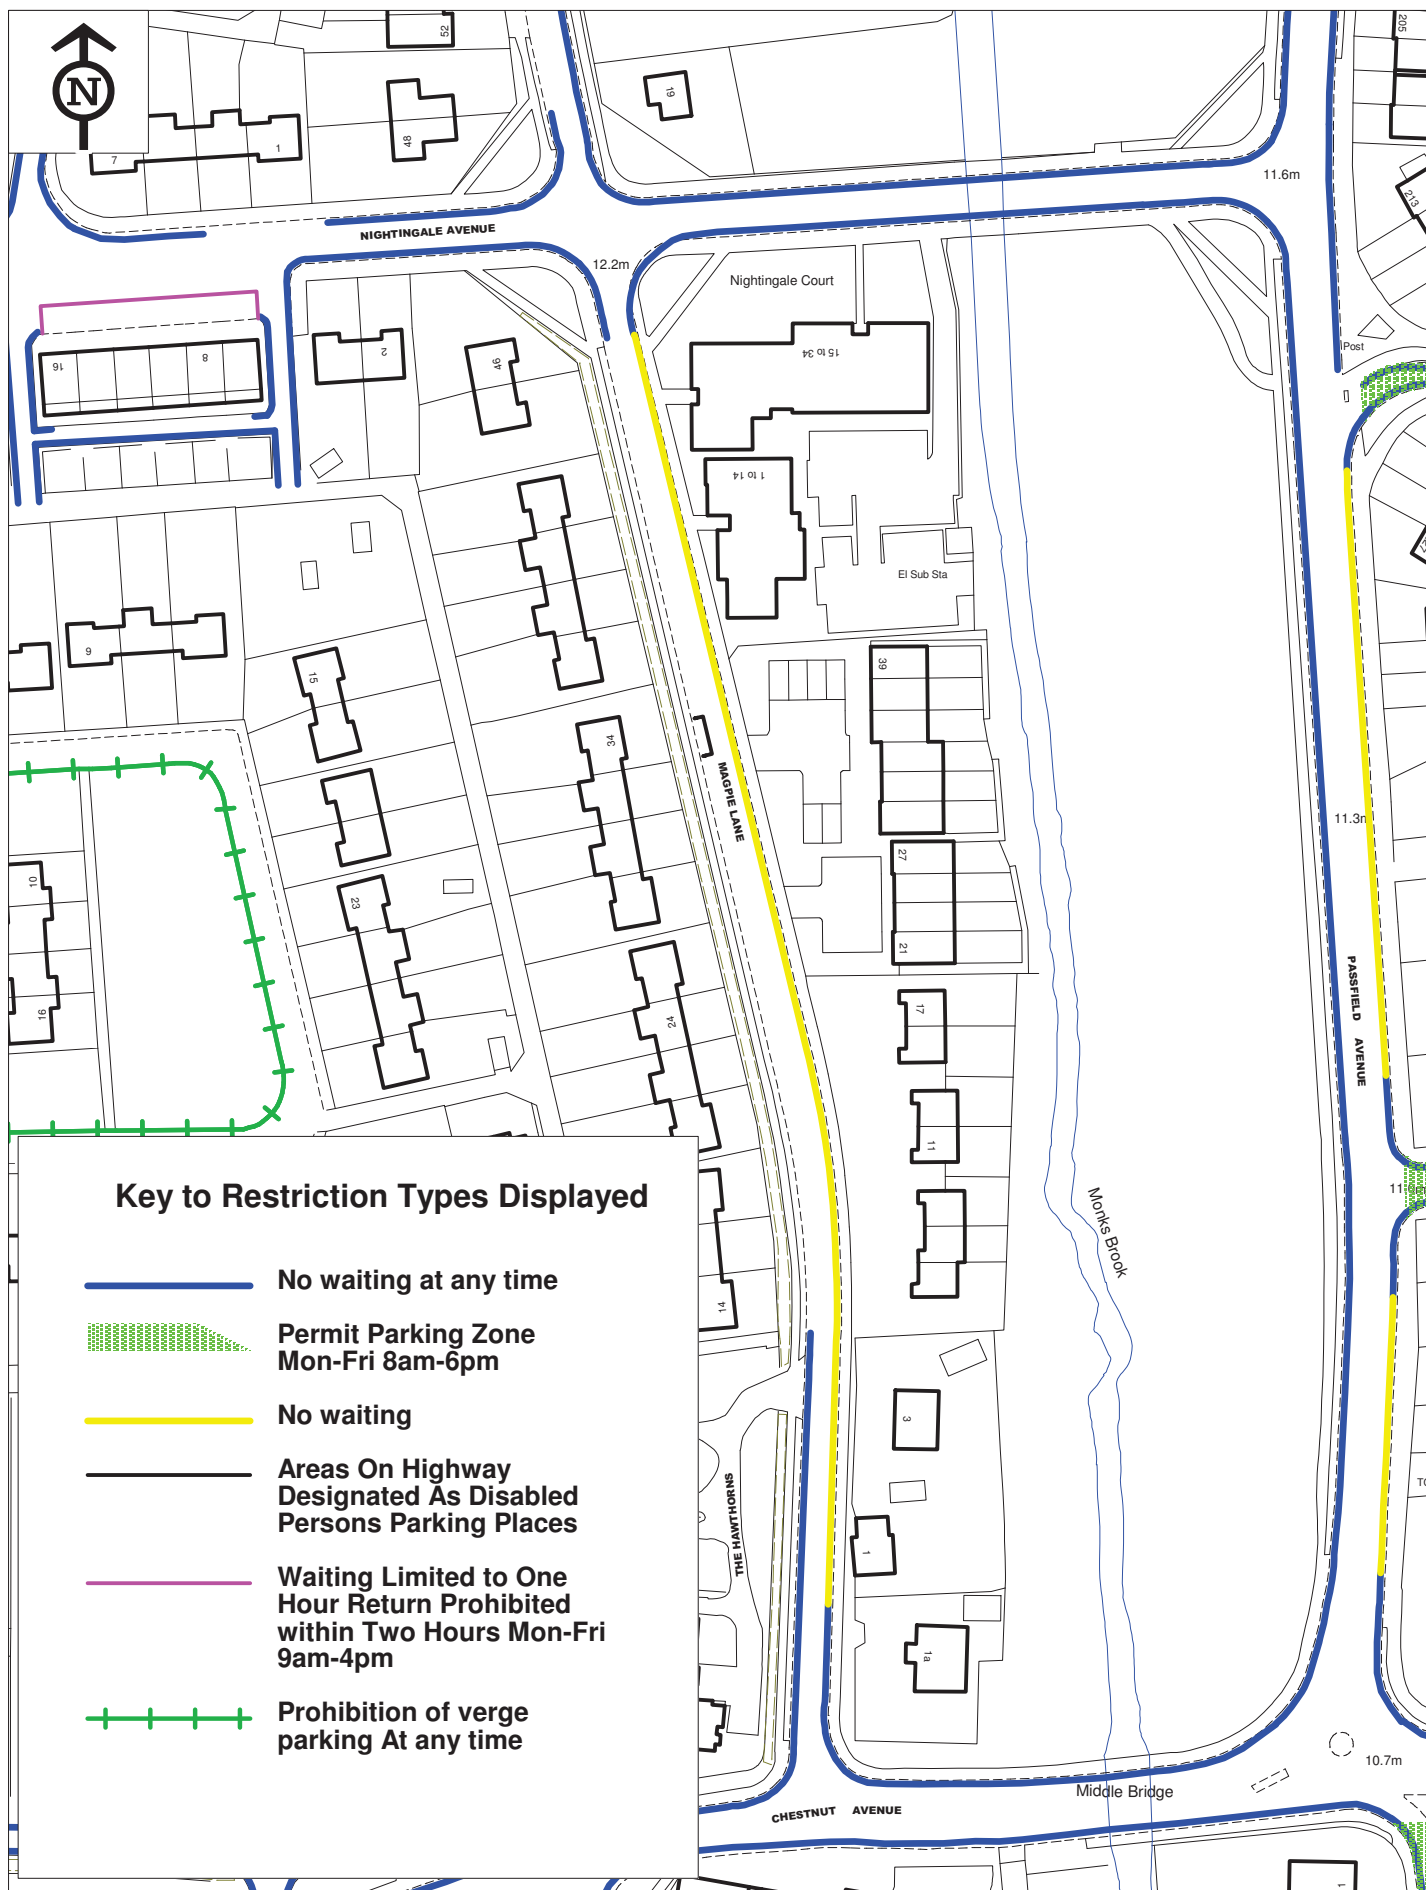 N
52
205
19
48
1
7
11.6m
213
NIGHTINGALE AVENUE
12.2m
Nightingale Court
Post
16
8
2
46
15 to 34
1 to 14
El Sub Sta
9
15
39
34
MAGPIE LANE
11.3m
27
10
23
21
PASSFIELD AVENUE
17
16
24
11
Monks Brook
14
3
THE HAWTHORNS
1
1a
10.7m
Middle Bridge
CHESTNUT AVENUE
1
Key to Restriction Types Displayed
No waiting at any time
Permit Parking Zone
Mon-Fri 8am-6pm
No waiting
Areas On Highway
Designated As Disabled
Persons Parking Places
Waiting Limited to One
Hour Return Prohibited
within Two Hours Mon-Fri
9am-4pm
Prohibition of verge
parking At any time